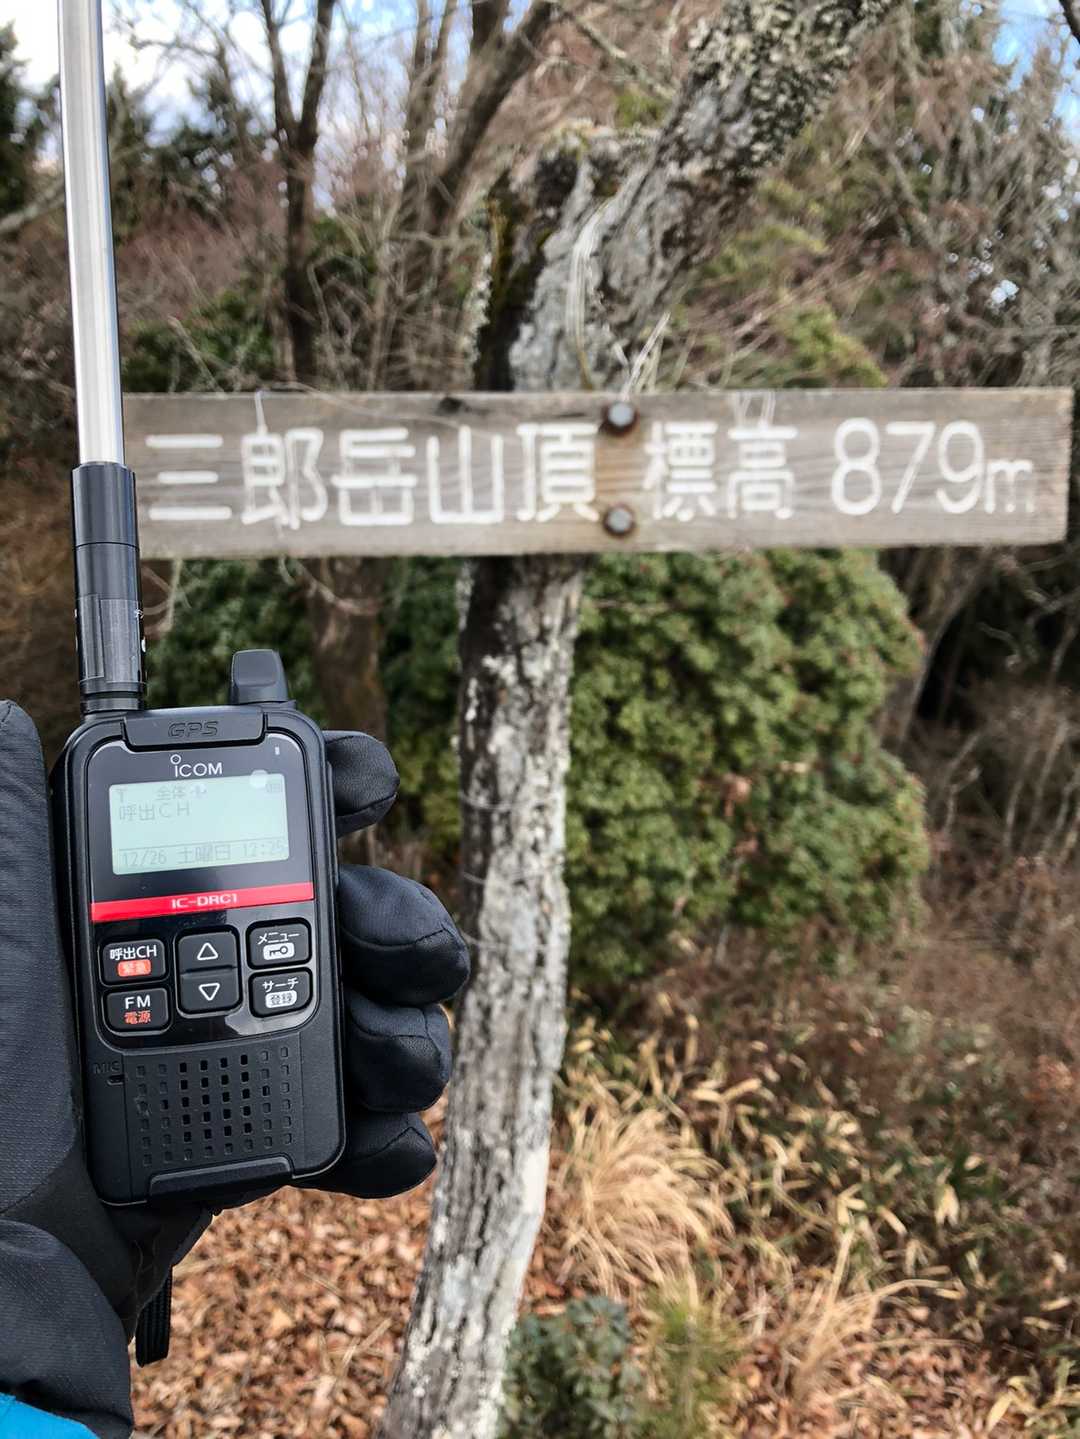 三郎岳山頂 標高 879m
GPS
ICOM
全体
呼出CH
12/26 土曜日 12:25
IC-DRC1
呼出CH
緊急
メニュー
FM
電源
サーチ
登録
MIC